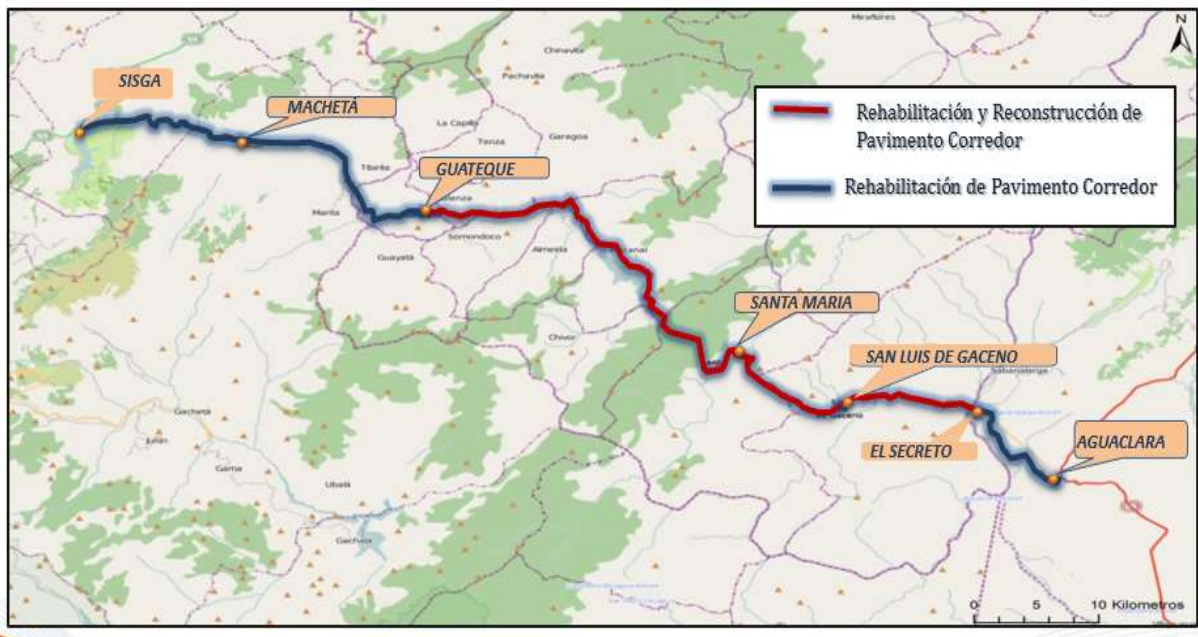 Miraflores
N
Chinavita
SISGA
Pachavita
MACHETÁ
La Capilla
Tenza
Garagoa
Rehabilitación y Reconstrucción de
Pavimento Corredor
Rehabilitación de Pavimento Corredor
Tibirita
GUATEQUE
Manta
Somondoco
Almeida
Guayatá
SANTA MARIA
Chivor
SAN LUIS DE GACENO
Sabanalarga
Gachetá
Junín
EL SECRETO
AGUACLARA
Gama
Ubalá
Gachala
0 5 10 Kilometros